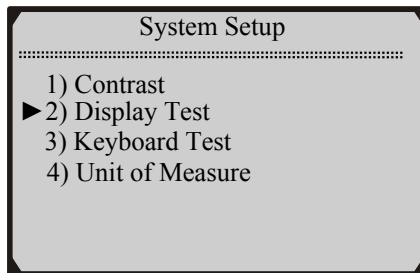 System Setup
1) Contrast
2) Display Test
3) Keyboard Test
4) Unit of Measure